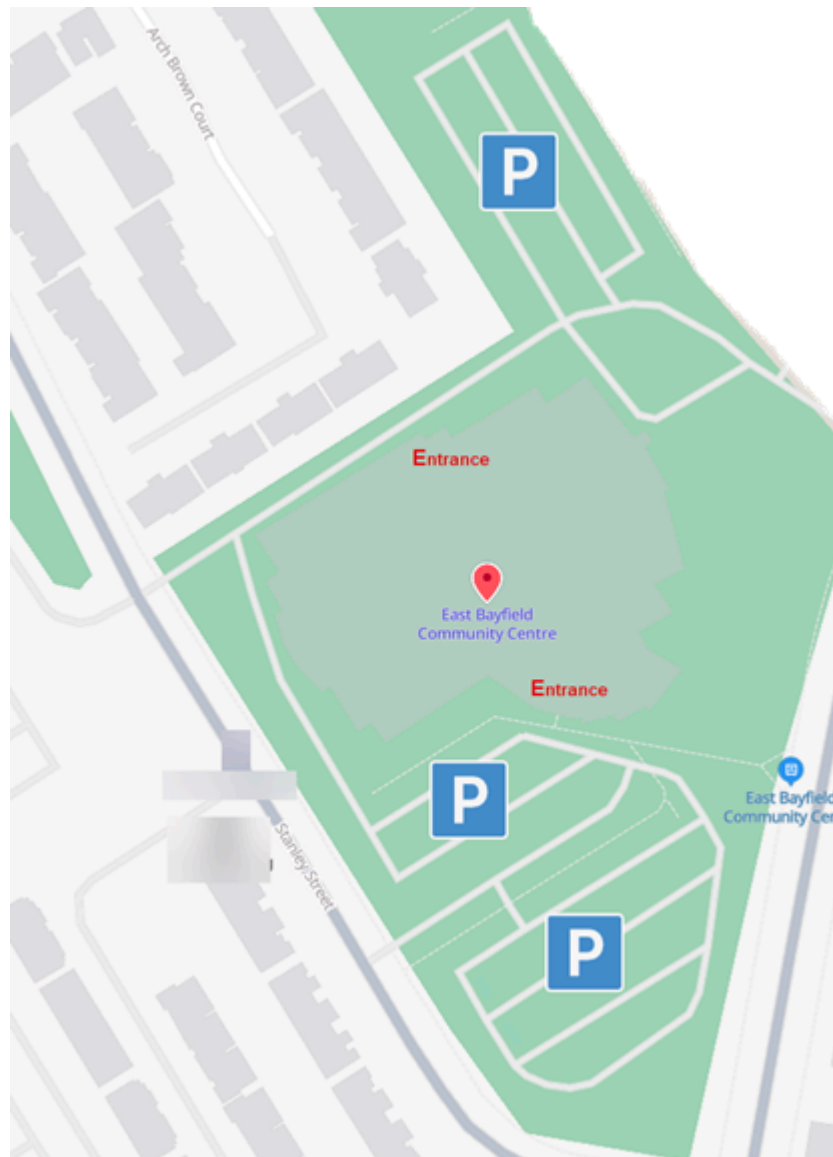 Arch Brown Court
P
Entrance
East Bayfield
Community Centre
Entrance
P
East Bayfield
Community Cen
Stanley Street
P